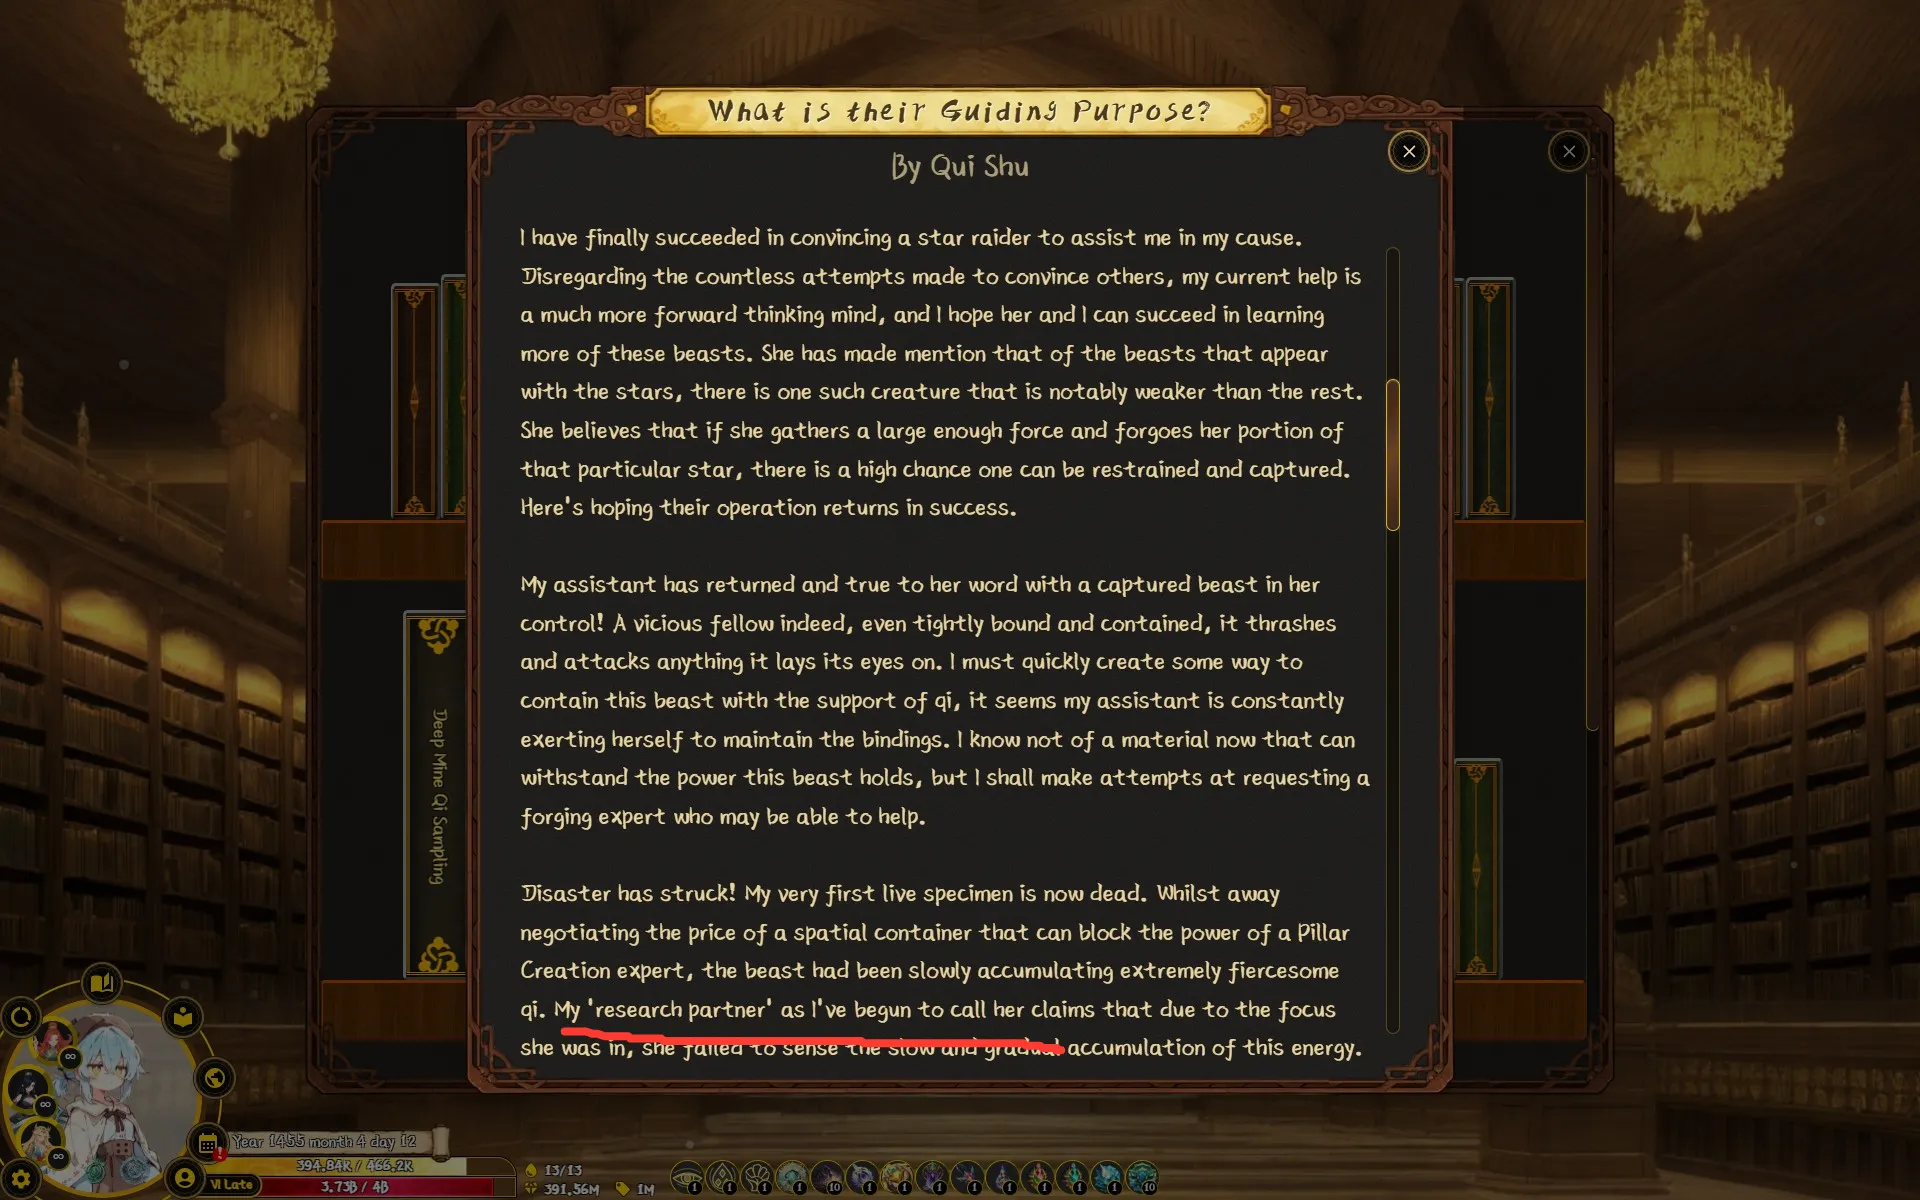 What is their Guiding Purpose?
By Qui Shu
I have finally succeeded in convincing a star raider to assist me in my cause.
Disregarding the countless attempts made to convince others, my current help is
a much more forward thinking mind, and I hope her and I can succeed in learning
more of these beasts. She has made mention that of the beasts that appear
with the stars, there is one such creature that is notably weaker than the rest.
She believes that if she gathers a large enough force and forgoes her portion of
that particular star, there is a high chance one can be restrained and captured.
Here's hoping their operation returns in success.
My assistant has returned and true to her word with a captured beast in her
control! A vicious fellow indeed, even tightly bound and contained, it thrashes
and attacks anything it lays its eyes on. I must quickly create some way to
contain this beast with the support of qi, it seems my assistant is constantly
exerting herself to maintain the bindings. I know not of a material now that can
withstand the power this beast holds, but I shall make attempts at requesting a
forging expert who may be able to help.
Disaster has struck! My very first live specimen is now dead. Whilst away
negotiating the price of a spatial container that can block the power of a Pillar
Creation expert, the beast had been slowly accumulating extremely fiercesome
qi. My 'research partner' as I've begun to call her claims that due to the focus
she was in, she failed to sense the slow and gradual accumulation of this energy.
Deep Mine Qi Sampling
Year 1455 month 4 day 12
394.84K / 466.2K
VI Late
3.73B / 4B
13/13
391.56M
1M
1 1 1 1 10 1 1 1 1 1 1 1 1 10